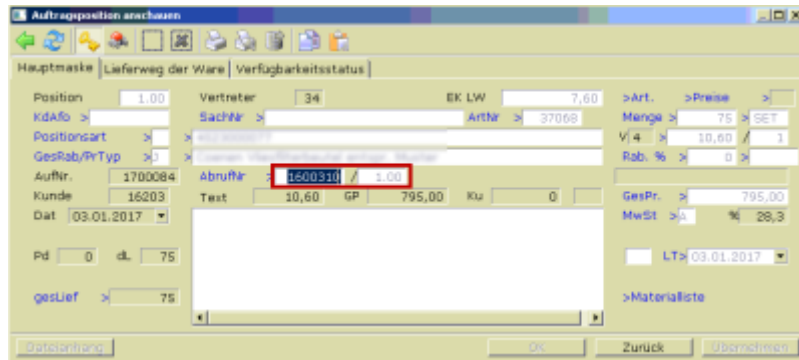 Auftragsposition anschauen
Hauptmaske Lieferweg der Ware Verfügbarkeitsstatus
Position 1.00 Vertreter 34 EK LW 7,60 >Art. >Preise >
KdAfo > SachNr > ArtNr > 37068 Menge > 75 > SET
Positionsart > > V 4 > 10,60 / 1
GesRab/PrTyp > > Rab. % > 0 >
AufNr. 1700084 AbrufNr > 1600310 / 1.00
Kunde 16203 Text 10,60 GP 795,00 Ku 0 GesPr. > 795,00
Dat 03.01.2017 MwSt > A % 28,3
Pd 0 dL 75 LT> 03.01.2017
gesLief > 75 >Materialliste
Dateianhang OK Zurück Übernehmen